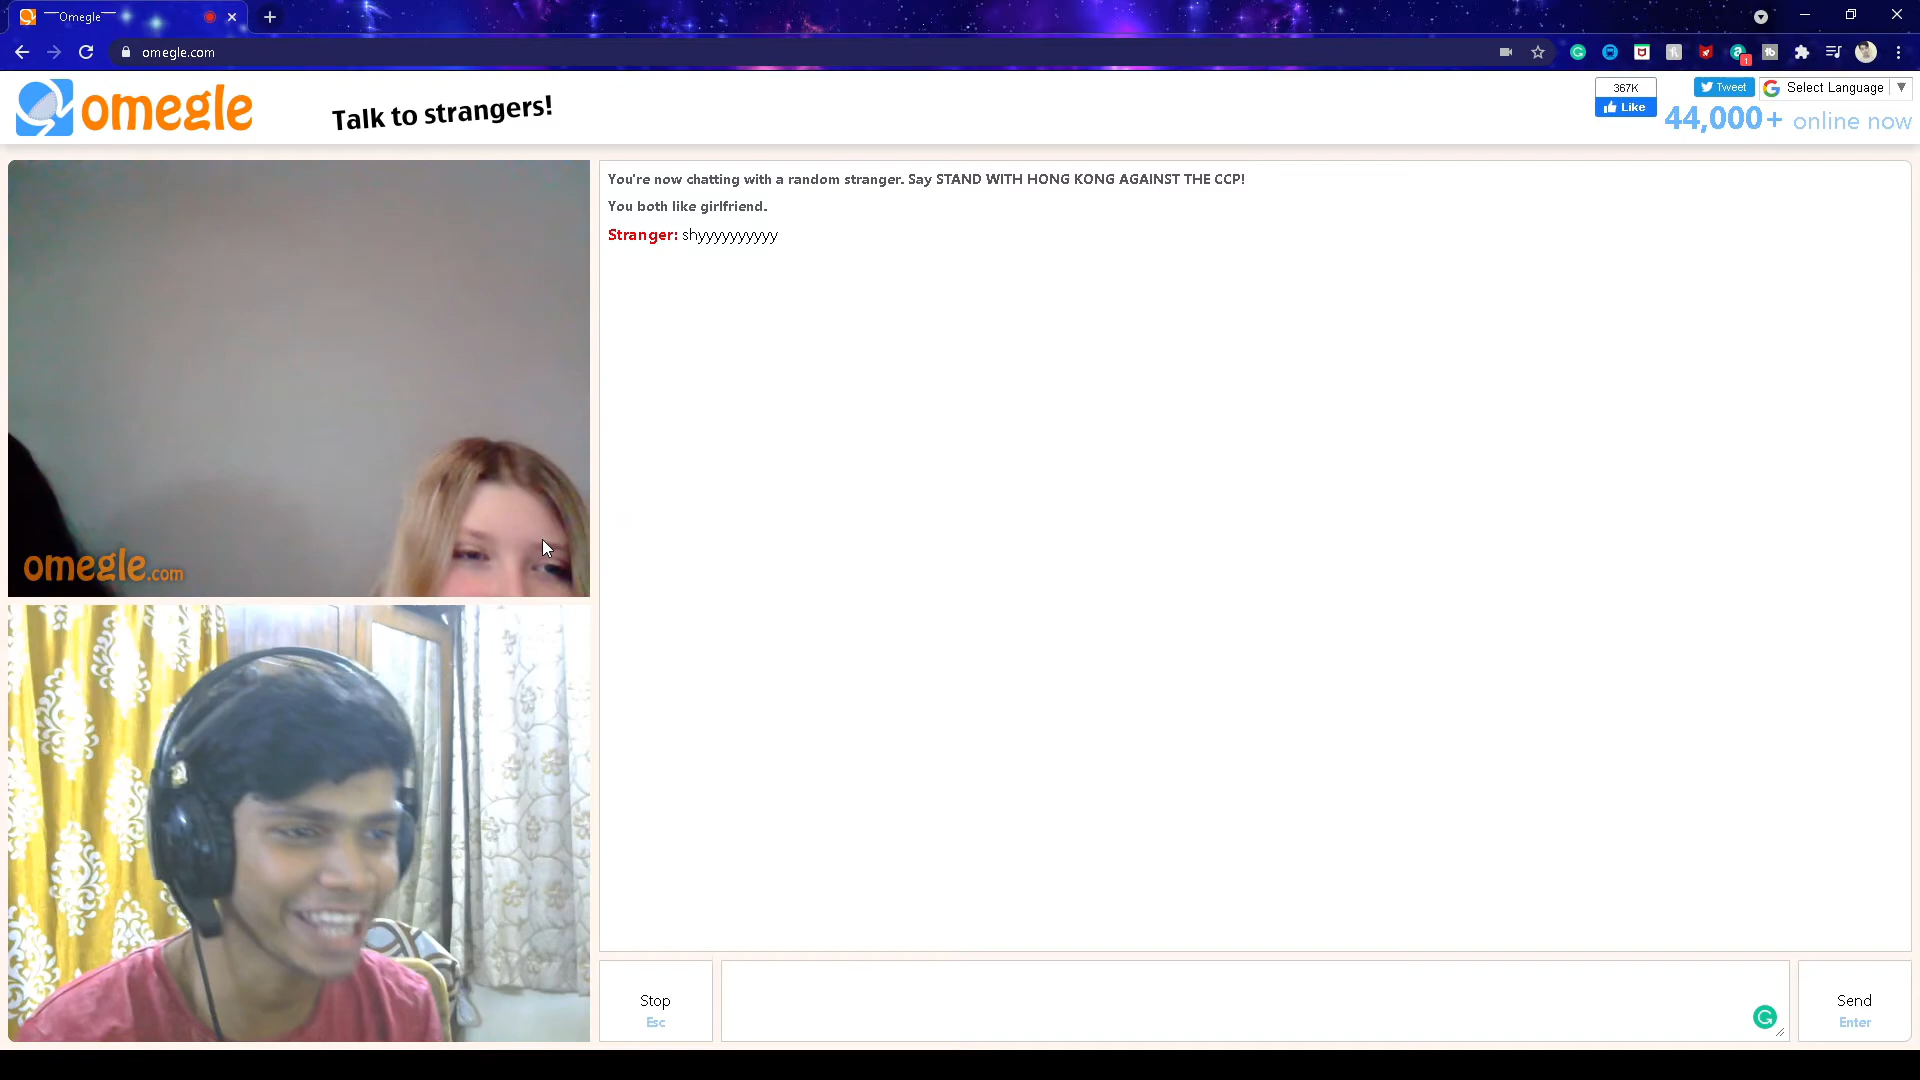 Omegle
omegle.com
omegle
Talk to strangers!
367K
Like
Tweet
Select Language
44,000+ online now
You're now chatting with a random stranger. Say STAND WITH HONG KONG AGAINST THE CCP!
You both like girlfriend.
Stranger: shyyyyyyyyyy
omegle.com
Stop
Esc
Send
Enter